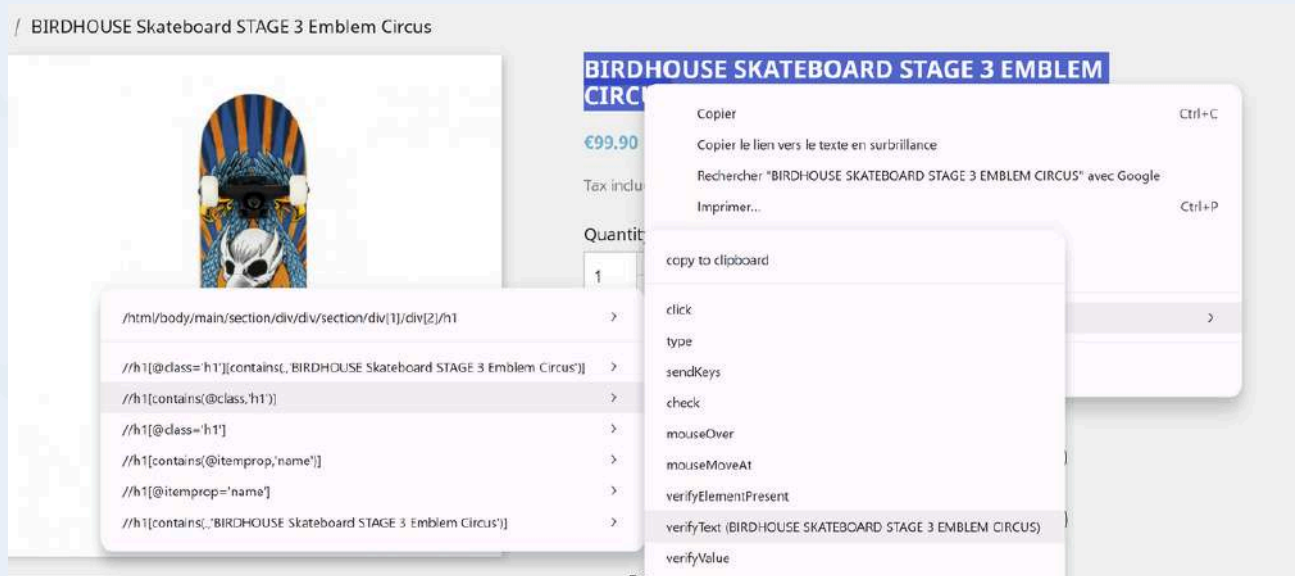 / BIRDHOUSE Skateboard STAGE 3 Emblem Circus
BIRDHOUSE SKATEBOARD STAGE 3 EMBLEM
€99.90
Tax
Quantity
1
Copier Ctrl+C
Copier le lien vers le texte en surbrillance
Rechercher "BIRDHOUSE SKATEBOARD STAGE 3 EMBLEM CIRCUS" avec Google
Imprimer... Ctrl+P
copy to clipboard
click
type
sendKeys
check
mouseOver
mouseMoveAt
verifyElementPresent
verifyText (BIRDHOUSE SKATEBOARD STAGE 3 EMBLEM CIRCUS)
verifyValue
/html/body/main/section/div/div/section/div[1]/div[2]/h1
//h1[@class='h1'][contains(.,'BIRDHOUSE Skateboard STAGE 3 Emblem Circus')]
//h1[contains(@class,'h1')]
//h1[@class='h1']
//h1[contains(@itemprop,'name')]
//h1[@itemprop='name']
//h1[contains(.,'BIRDHOUSE Skateboard STAGE 3 Emblem Circus')]